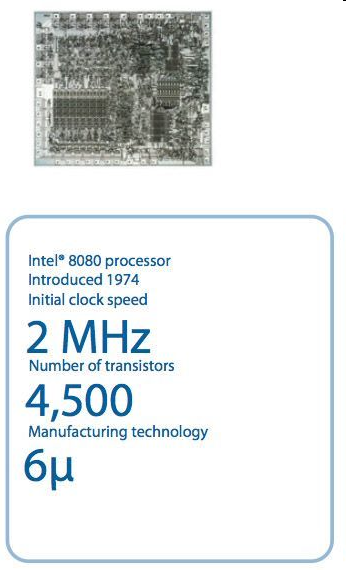 Intel® 8080 processor
Introduced 1974
Initial clock speed
2 MHz
Number of transistors
4,500
Manufacturing technology
6µ